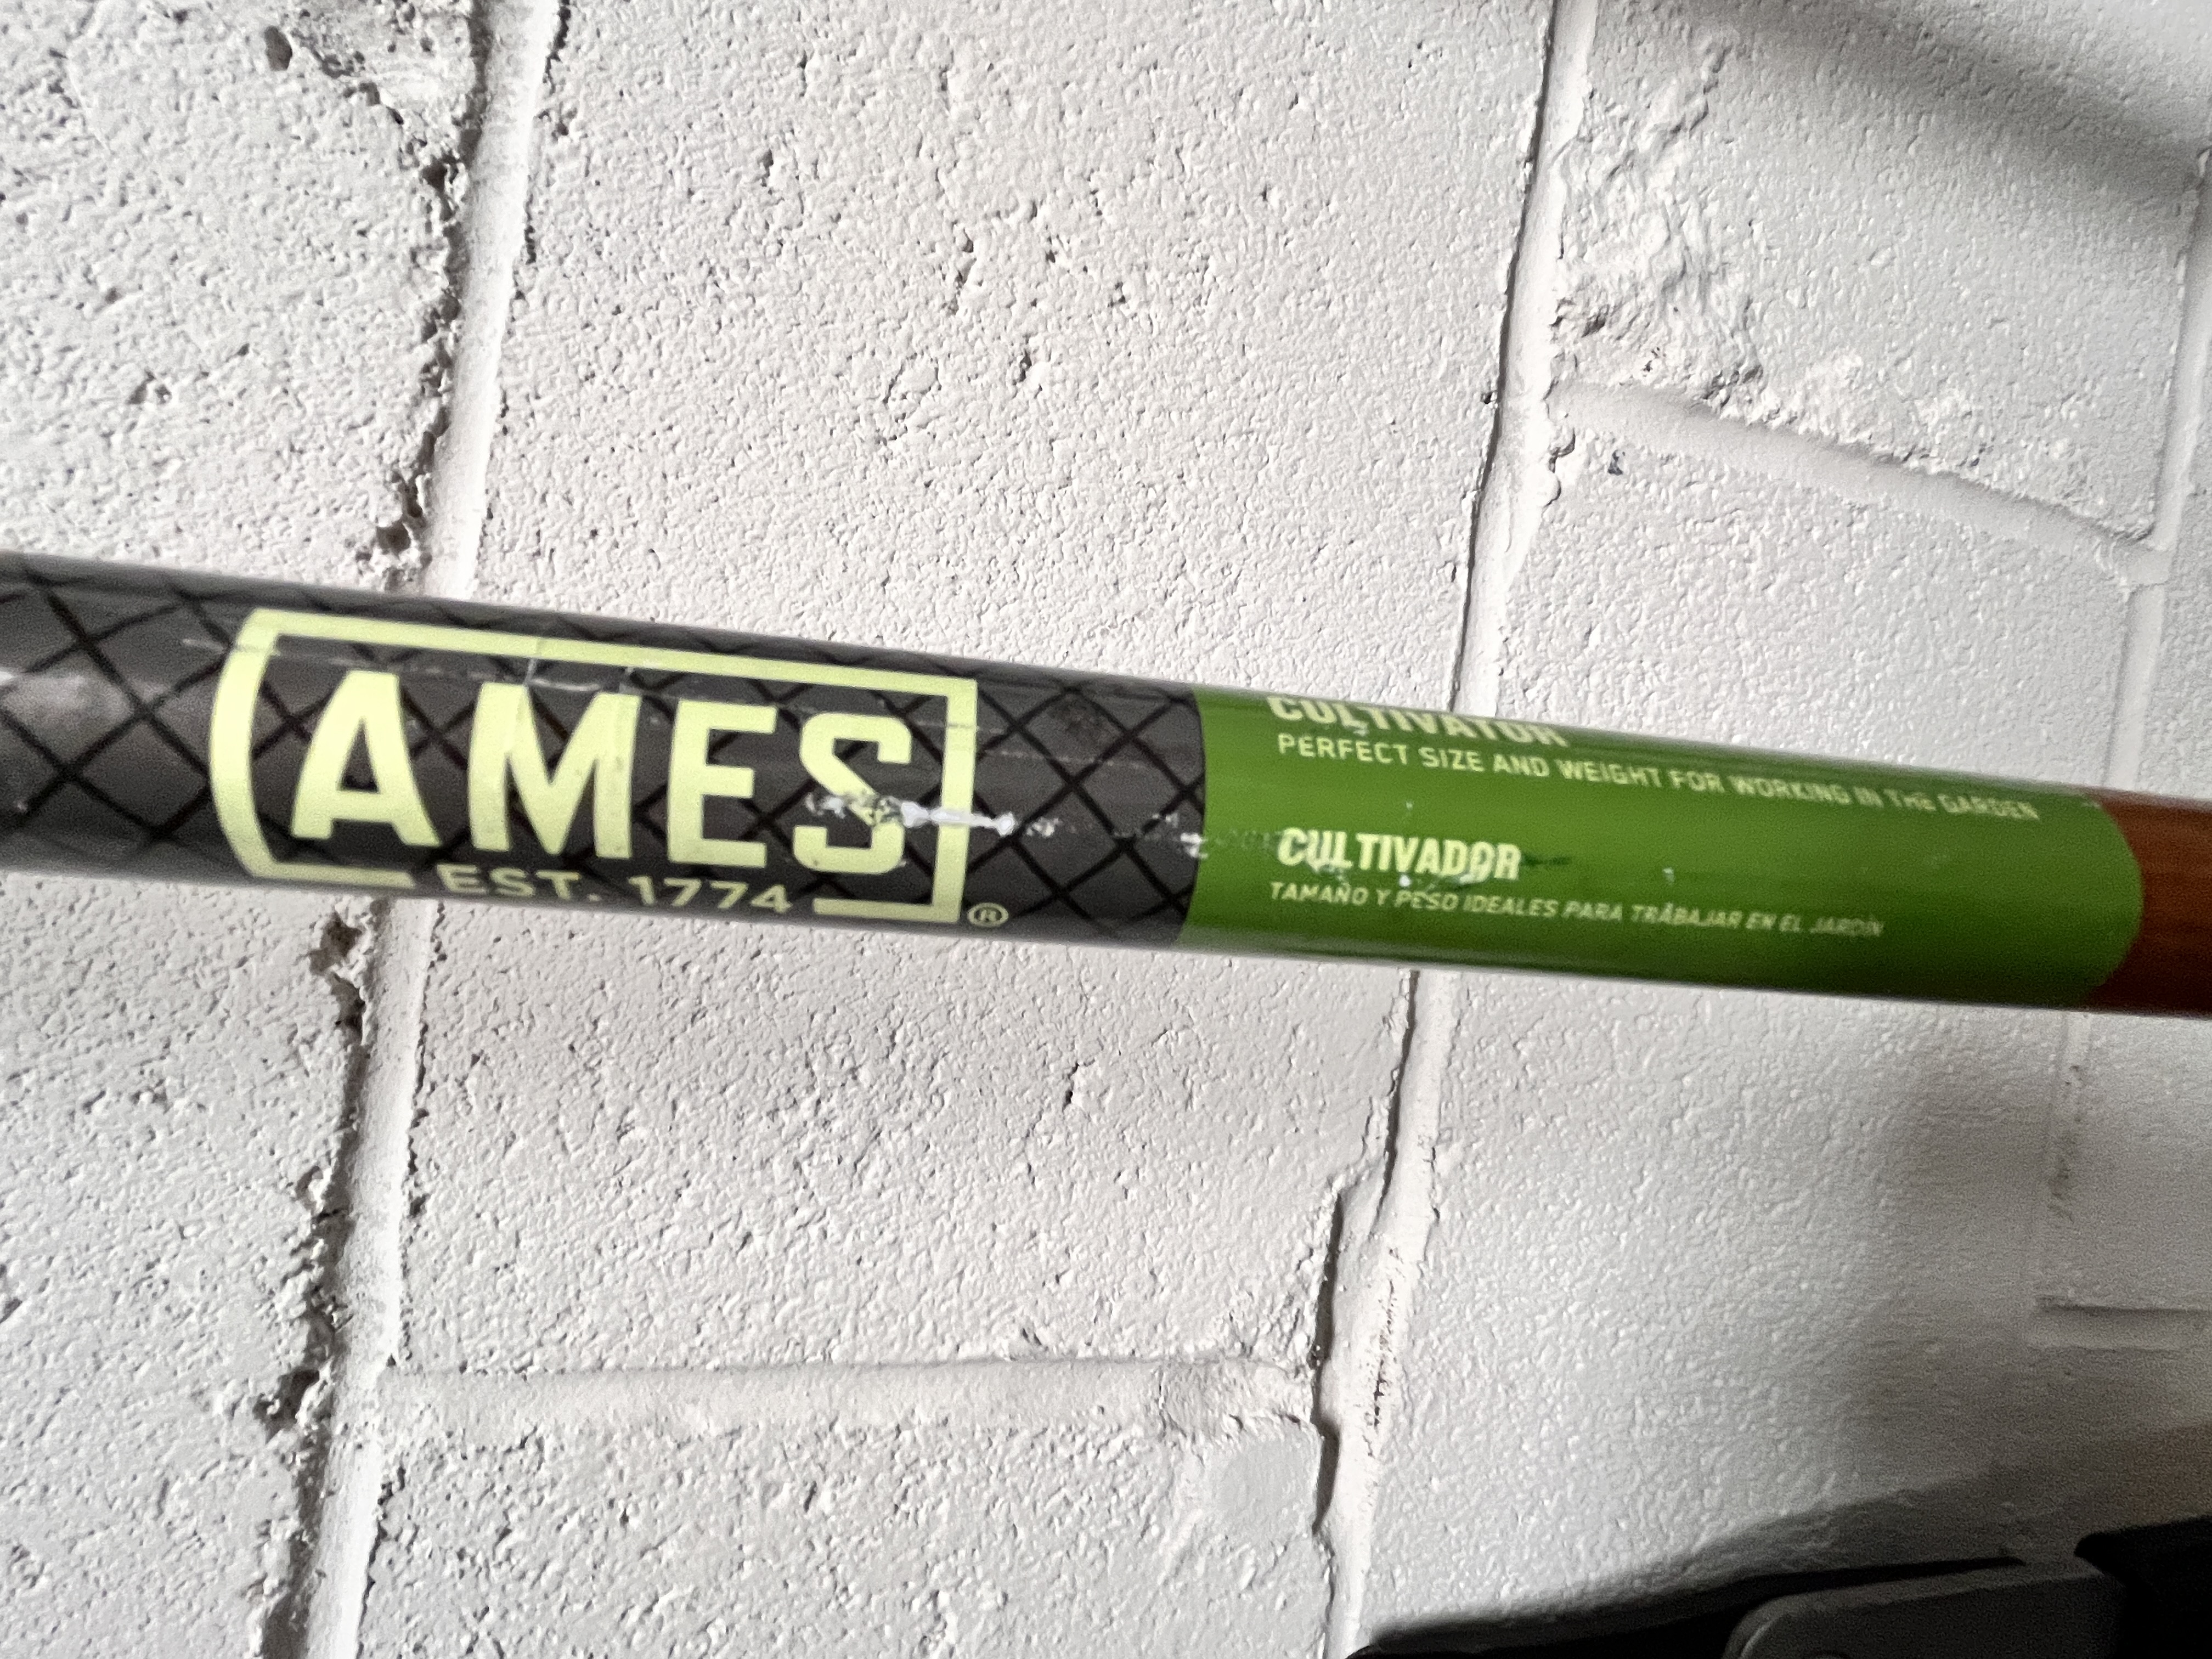 AMES
EST. 1774
®
CULTIVATOR
PERFECT SIZE AND WEIGHT FOR WORKING IN THE GARDEN
CULTIVADOR
TAMAÑO Y PESO IDEALES PARA TRABAJAR EN EL JARDÍN